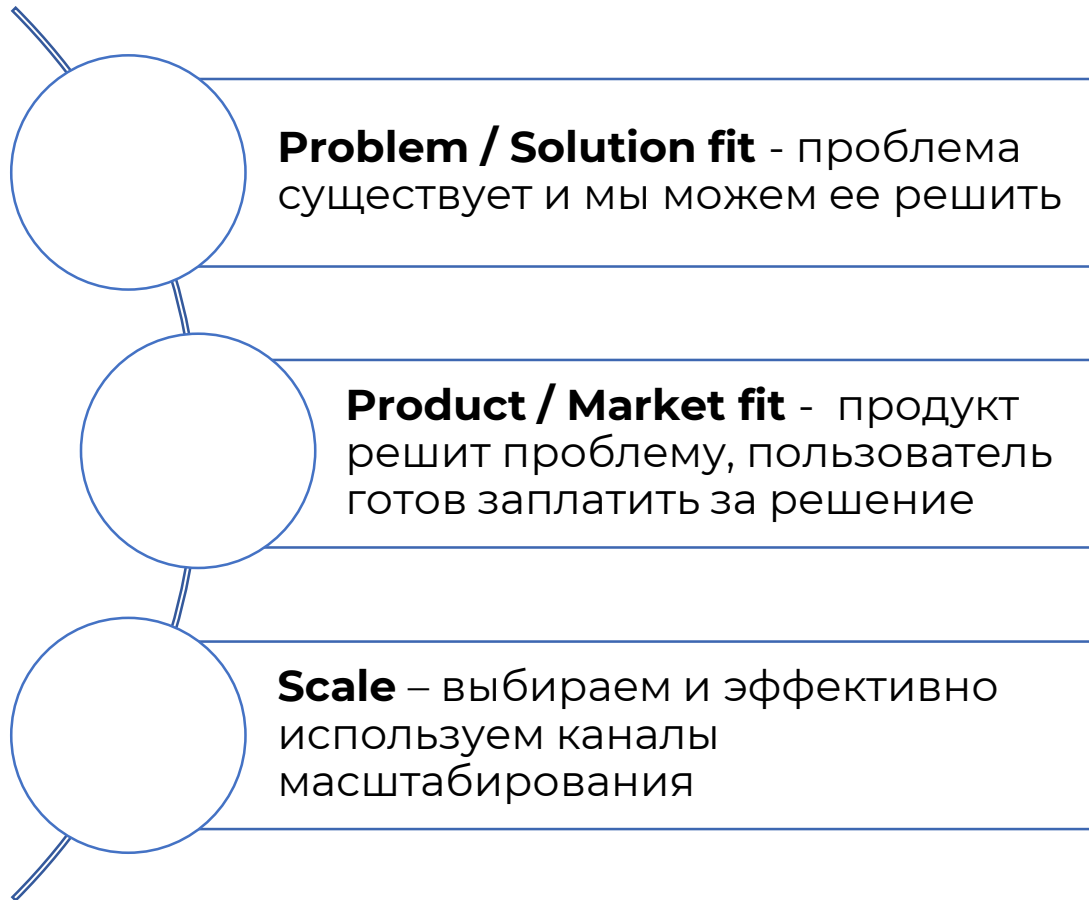 Problem / Solution fit - проблема
существует и мы можем ее решить
Product / Market fit -  продукт
решит проблему, пользователь
готов заплатить за решение
Scale – выбираем и эффективно
используем каналы
масштабирования